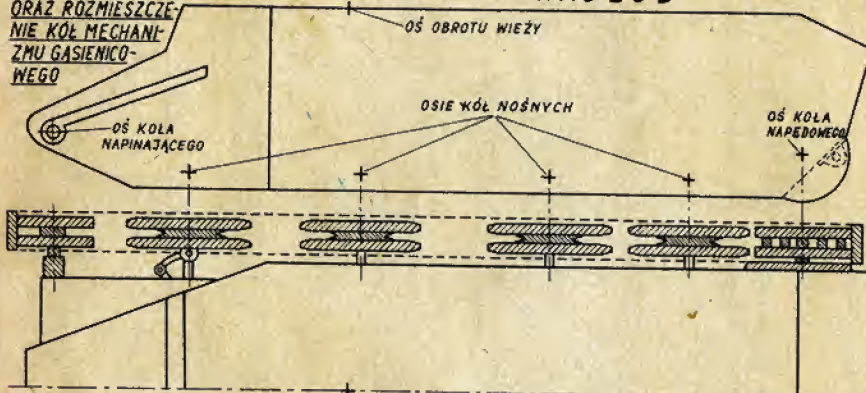 ORAZ ROZMIESZCZE-
NIE KÓŁ MECHANI-
ZMU GĄSIENICO-
WEGO
OŚ OBROTU WIEŻY
OŚ KOŁA
NAPINAJĄCEGO
OSIE KÓŁ NOŚNYCH
OŚ KOŁA
NAPĘDOWEGO